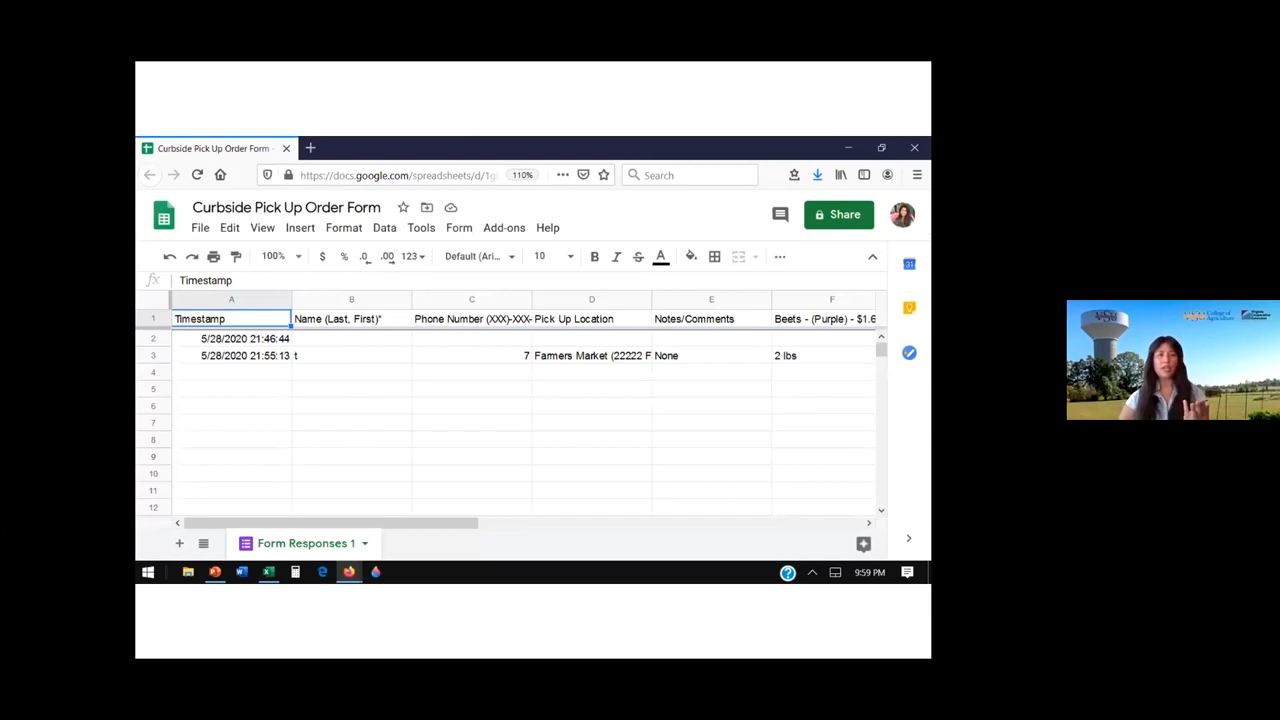 Curbside Pick Up Order Form -
https://docs.google.com/spreadsheets/d/1g
110%
Search
Curbside Pick Up Order Form
Share
File Edit View Insert Format Data Tools Form Add-ons Help
100% $ % .0 .00 123 Default (Ari... 10 B I S A
fx Timestamp
A B C D E F
1 Timestamp Name (Last, First)* Phone Number (XXX)-XXX- Pick Up Location Notes/Comments Beets - (Purple) - $1.6
2 5/28/2020 21:46:44
3 5/28/2020 21:55:13 t 7 Farmers Market (22222 F None 2 lbs
4
5
6
7
8
9
10
11
12
Form Responses 1
9:59 PM
College of
Agriculture